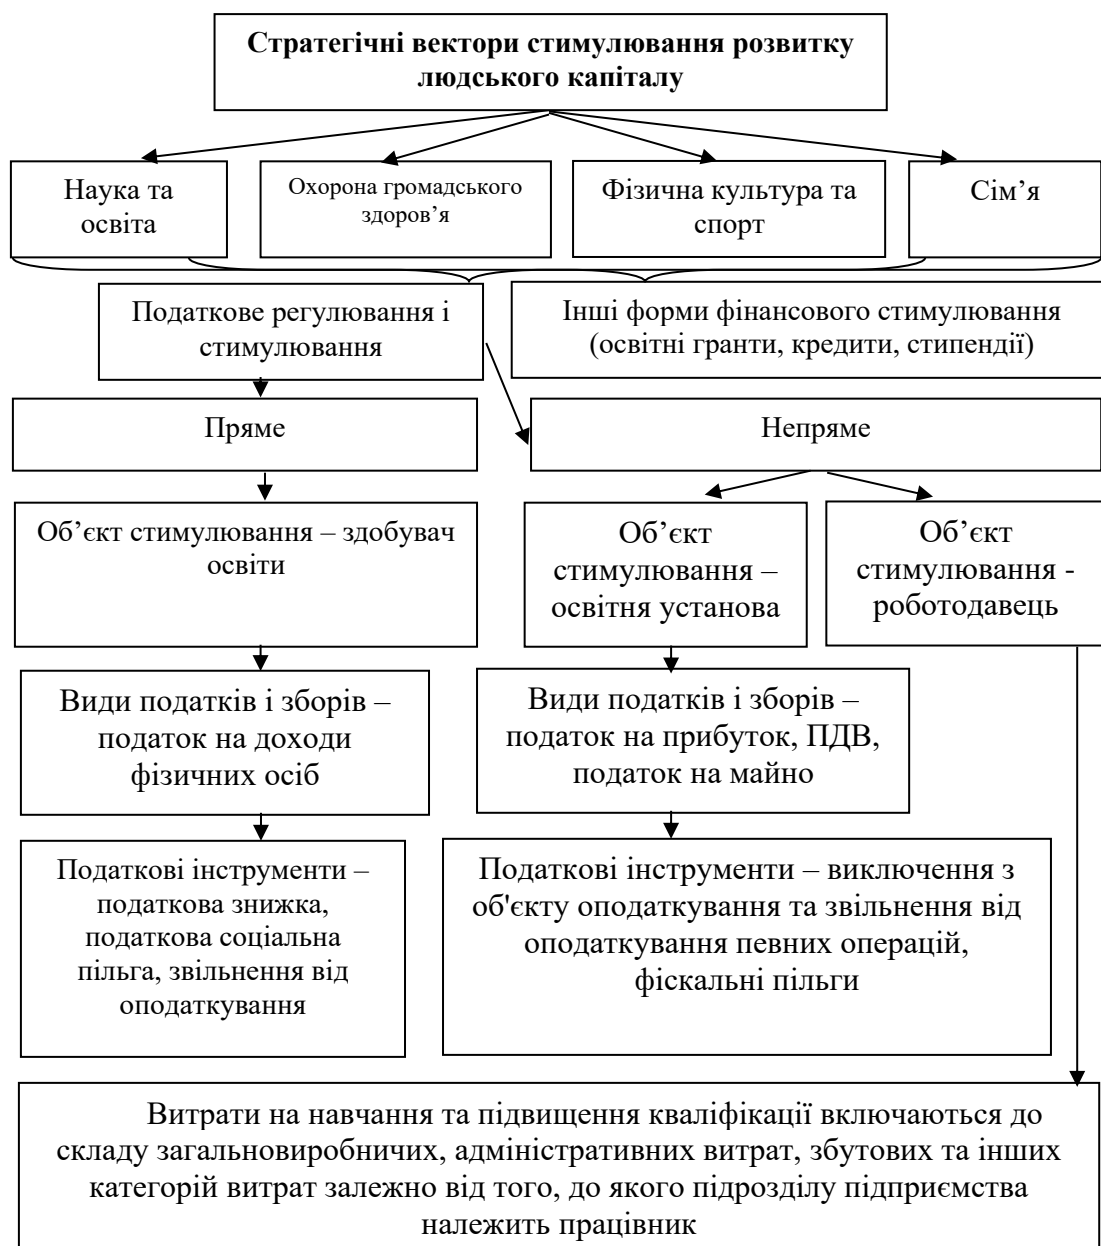 Стратегічні вектори стимулювання розвитку
людського капіталу
Наука та
освіта
Охорона громадського
здоров’я
Фізична культура та
спорт
Сім’я
Податкове регулювання і
стимулювання
Інші форми фінансового стимулювання
(освітні гранти, кредити, стипендії)
Пряме
Непряме
Об’єкт стимулювання – здобувач
освіти
Об’єкт
стимулювання –
освітня установа
Об’єкт
стимулювання -
роботодавець
Види податків і зборів –
податок на доходи
фізичних осіб
Види податків і зборів –
податок на прибуток, ПДВ,
податок на майно
Податкові інструменти –
податкова знижка,
податкова соціальна
пільга, звільнення від
оподаткування
Податкові інструменти – виключення з
об'єкту оподаткування та звільнення від
оподаткування певних операцій,
фіскальні пільги
Витрати на навчання та підвищення кваліфікації включаються до
складу загальновиробничих, адміністративних витрат, збутових та інших
категорій витрат залежно від того, до якого підрозділу підприємства
належить працівник